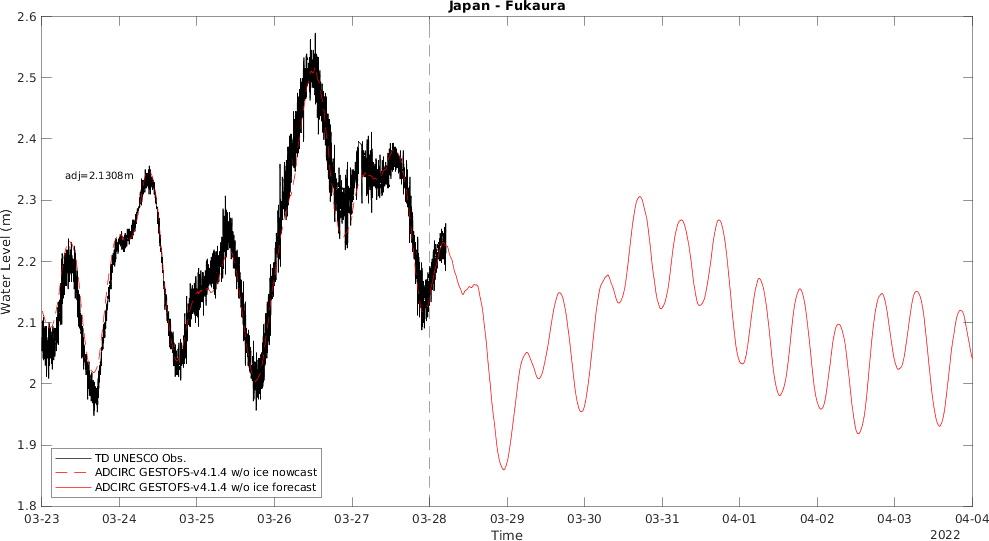 Japan - Fukaura
Water Level (m)
2.6
2.5
2.4
2.3
2.2
2.1
2
1.9
1.8
adj=2.1308m
TD UNESCO Obs.
ADCIRC GESTOFS-v4.1.4 w/o ice nowcast
ADCIRC GESTOFS-v4.1.4 w/o ice forecast
03-23 03-24 03-25 03-26 03-27 03-28 03-29 03-30 03-31 04-01 04-02 04-03 04-04
Time
2022